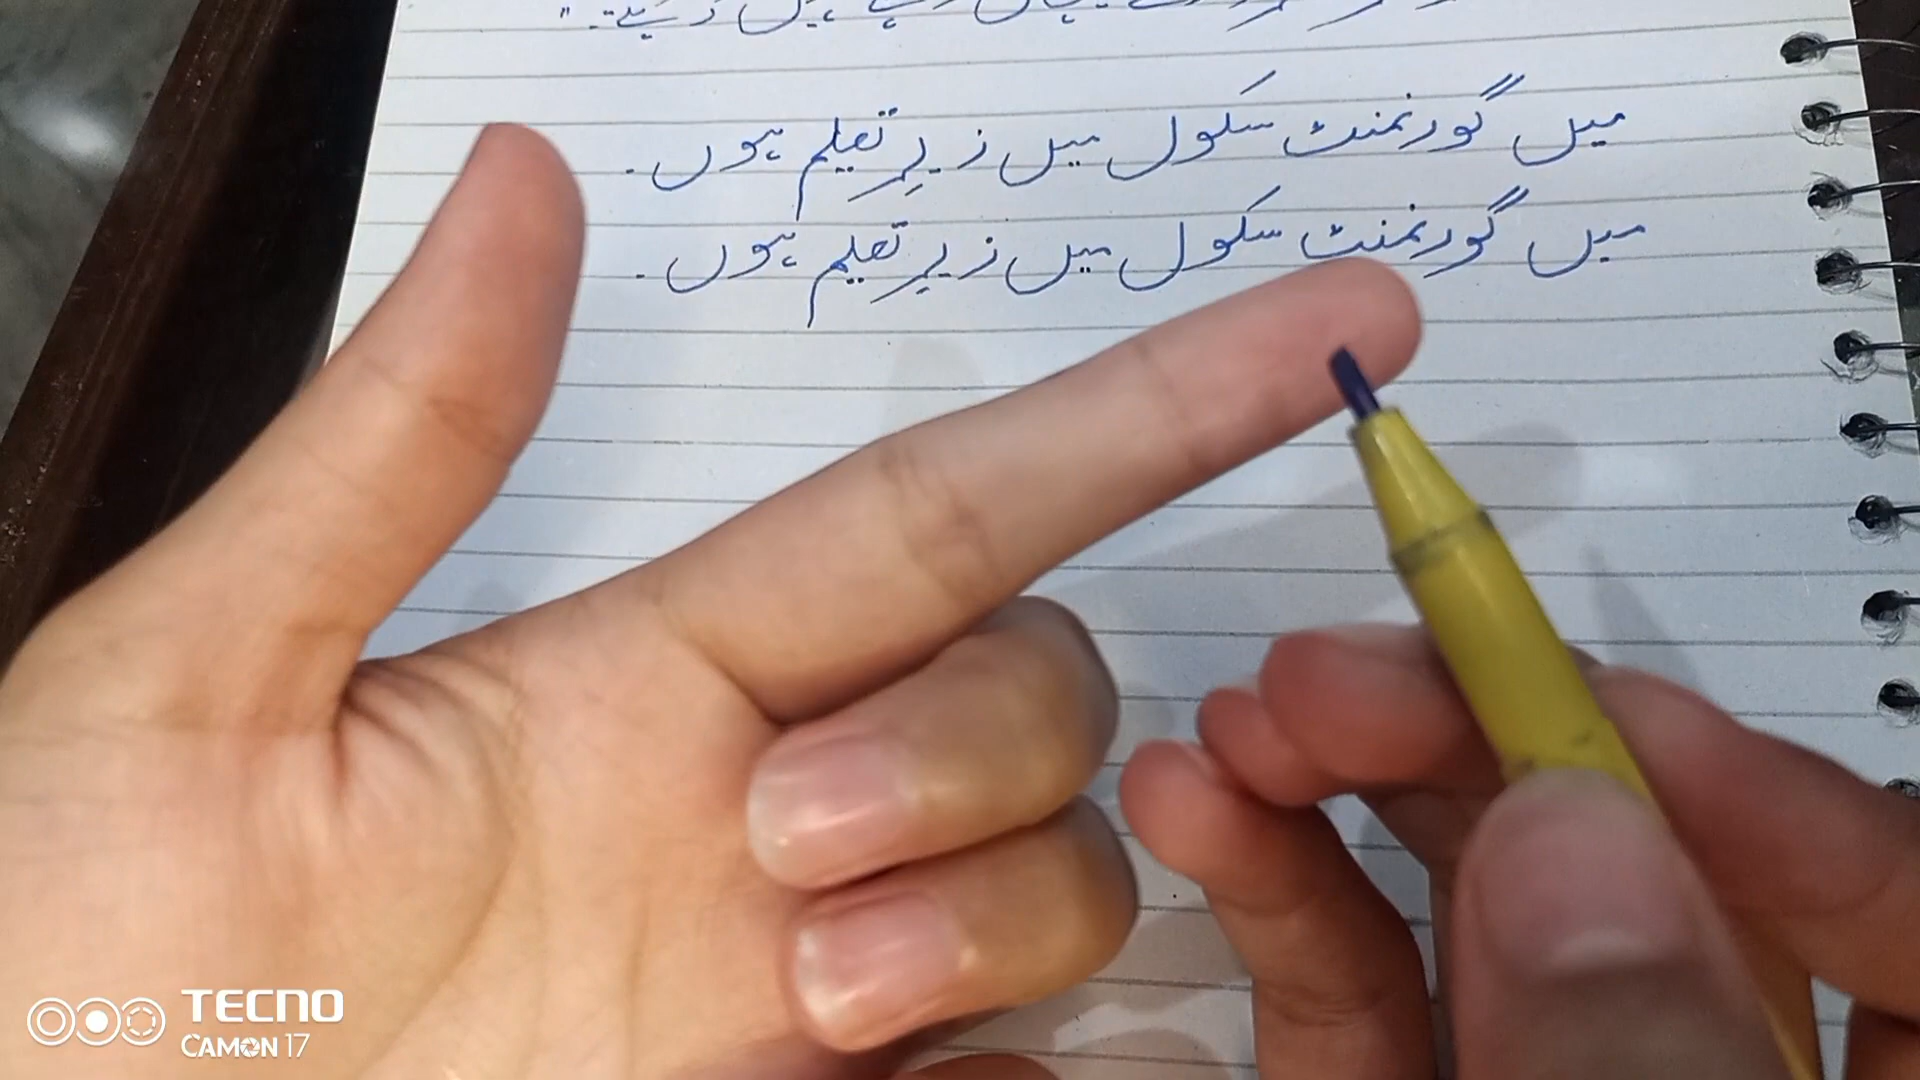 میں گورنمنٹ سکول میں زیرِ تعلیم ہوں۔
میں گورنمنٹ سکول میں زیرِ تعلیم ہوں۔
TECNO
CAMON 17